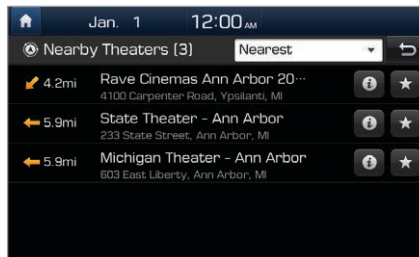 Jan. 1 12:00 AM
Nearby Theaters (3) Nearest
4.2mi Rave Cinemas Ann Arbor 20···
4100 Carpenter Road, Ypsilanti, MI
5.9mi State Theater - Ann Arbor
233 State Street, Ann Arbor, MI
5.9mi Michigan Theater - Ann Arbor
603 East Liberty, Ann Arbor, MI